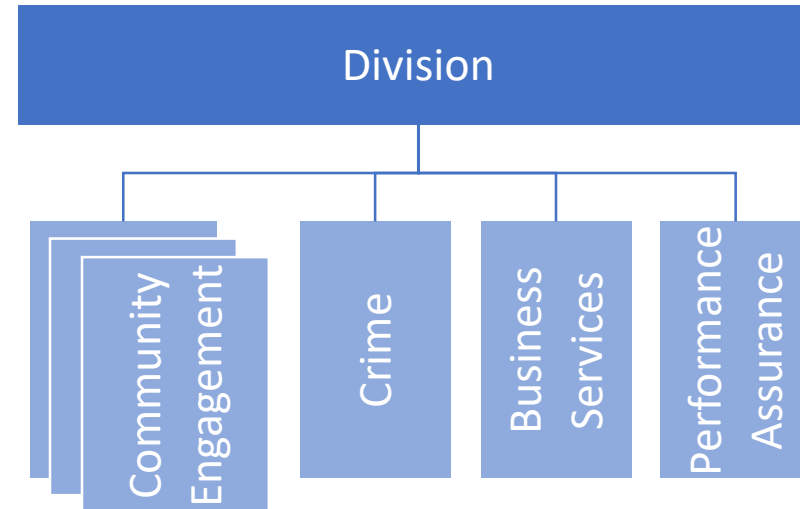 Division
Community
Engagement
Crime
Business
Services
Performance
Assurance